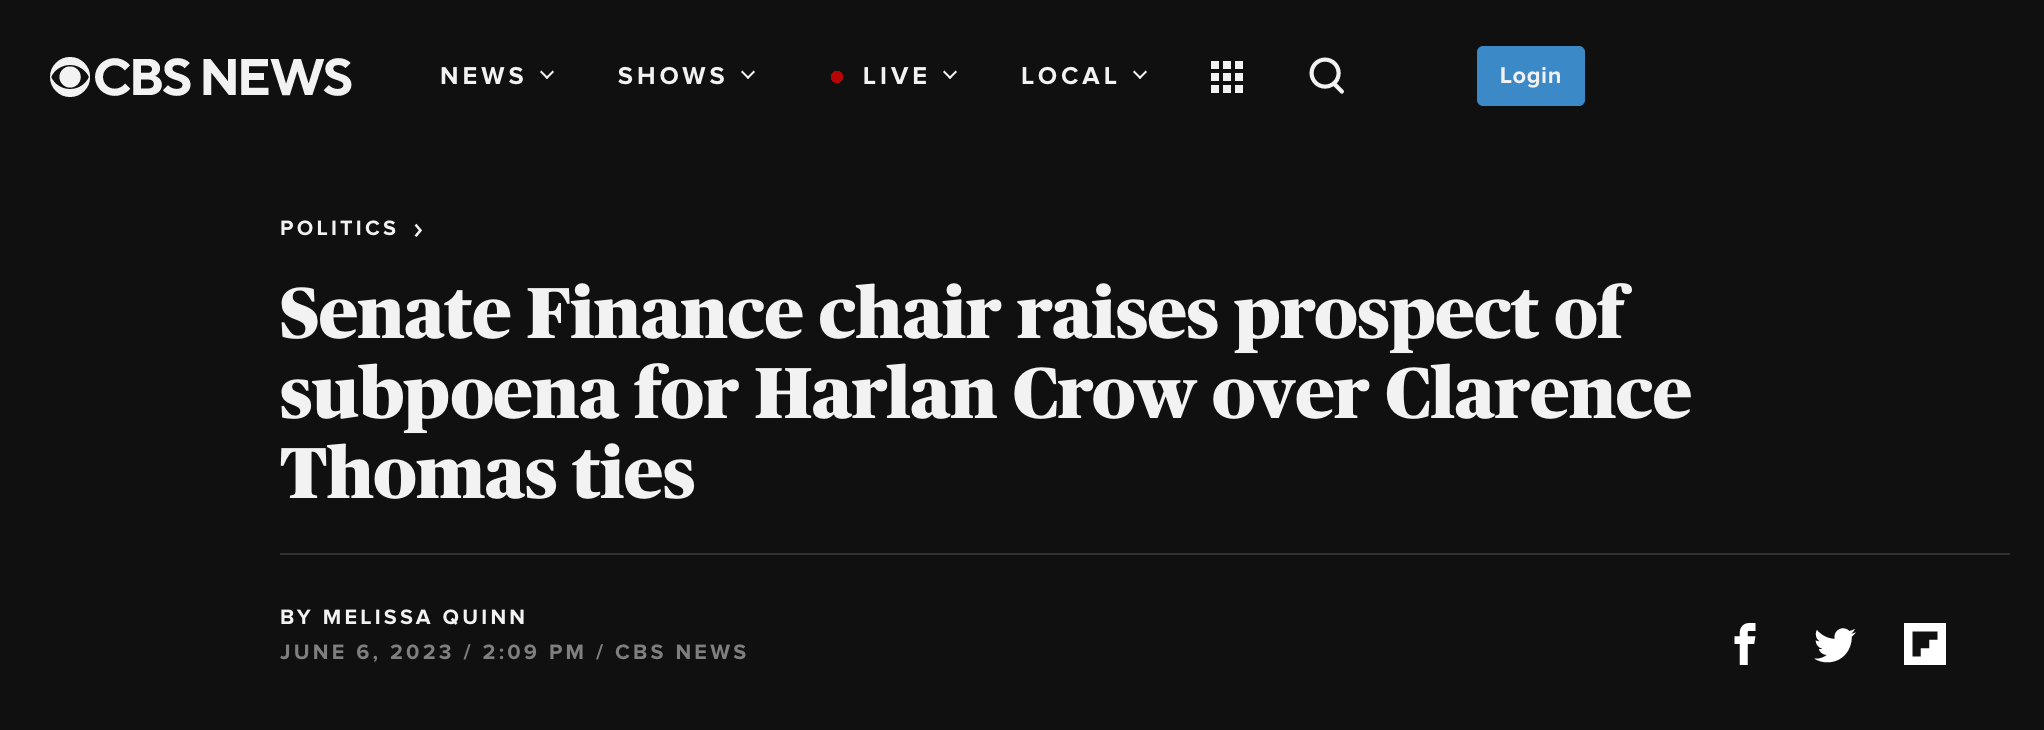 CBS NEWS
NEWS
SHOWS
LIVE
LOCAL
Login
POLITICS
Senate Finance chair raises prospect of
subpoena for Harlan Crow over Clarence
Thomas ties
BY MELISSA QUINN
JUNE 6, 2023 / 2:09 PM / CBS NEWS